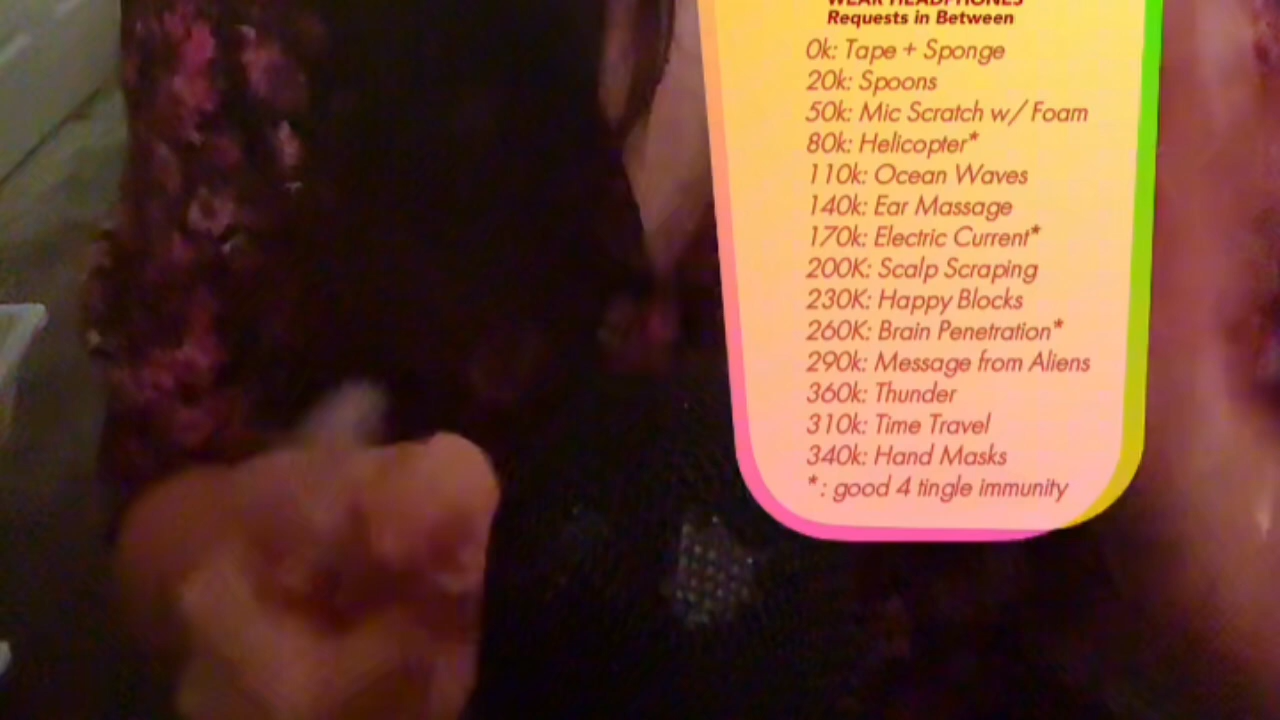 WEAR HEADPHONES
Requests in Between
0k: Tape + Sponge
20k: Spoons
50k: Mic Scratch w/ Foam
80k: Helicopter*
110k: Ocean Waves
140k: Ear Massage
170k: Electric Current*
200K: Scalp Scraping
230K: Happy Blocks
260K: Brain Penetration*
290k: Message from Aliens
360k: Thunder
310k: Time Travel
340k: Hand Masks
*: good 4 tingle immunity